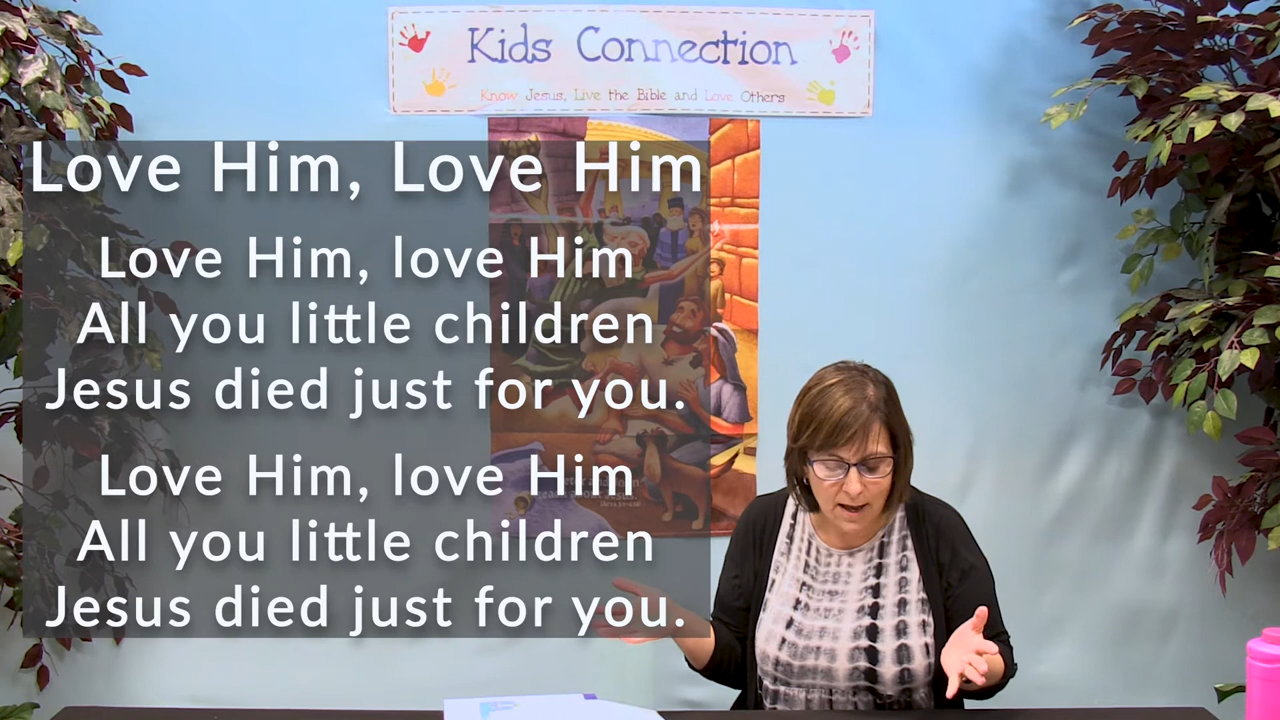 Kids Connection
Know Jesus, Live the Bible and Love Others
Love Him, Love Him
Love Him, love Him
All you little children
Jesus died just for you.
Love Him, love Him
All you little children
Jesus died just for you.